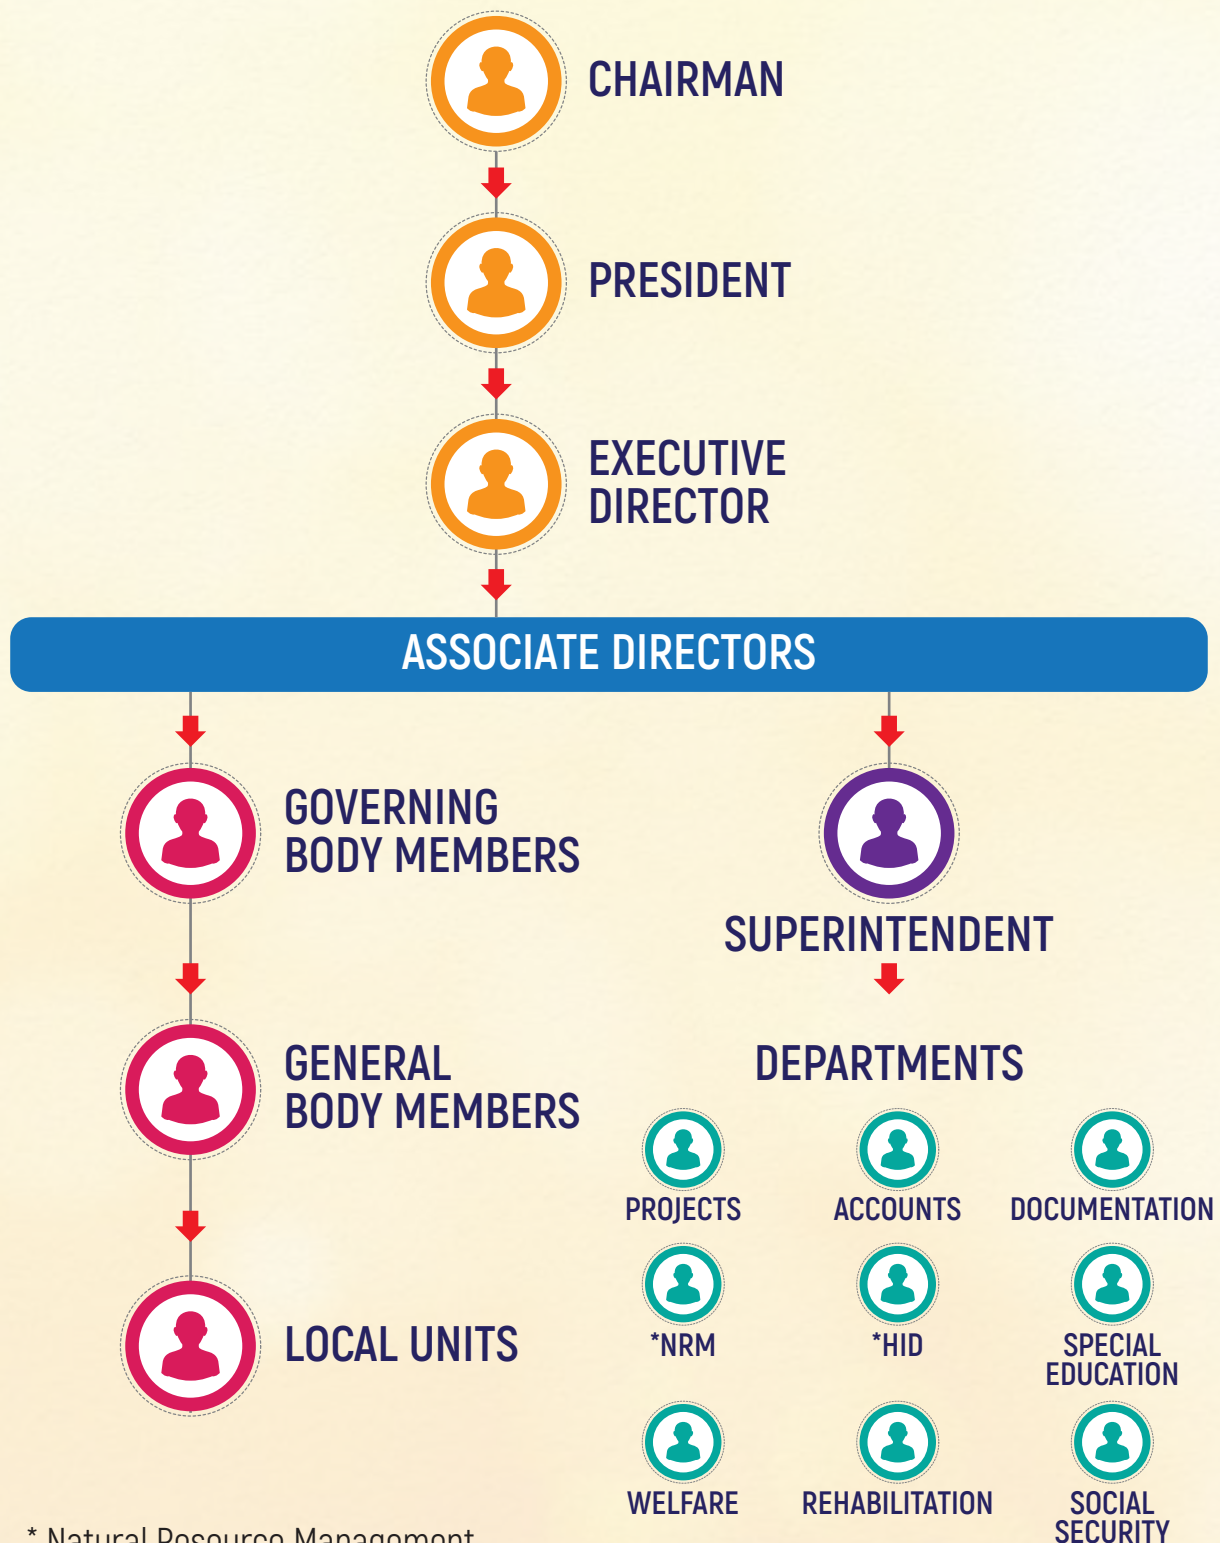 CHAIRMAN
PRESIDENT
EXECUTIVE
DIRECTOR
ASSOCIATE DIRECTORS
GOVERNING
BODY MEMBERS
SUPERINTENDENT
GENERAL
BODY MEMBERS
DEPARTMENTS
PROJECTS
ACCOUNTS
DOCUMENTATION
LOCAL UNITS
*NRM
*HID
SPECIAL
EDUCATION
WELFARE
REHABILITATION
SOCIAL
SECURITY
* Natural Resource Management